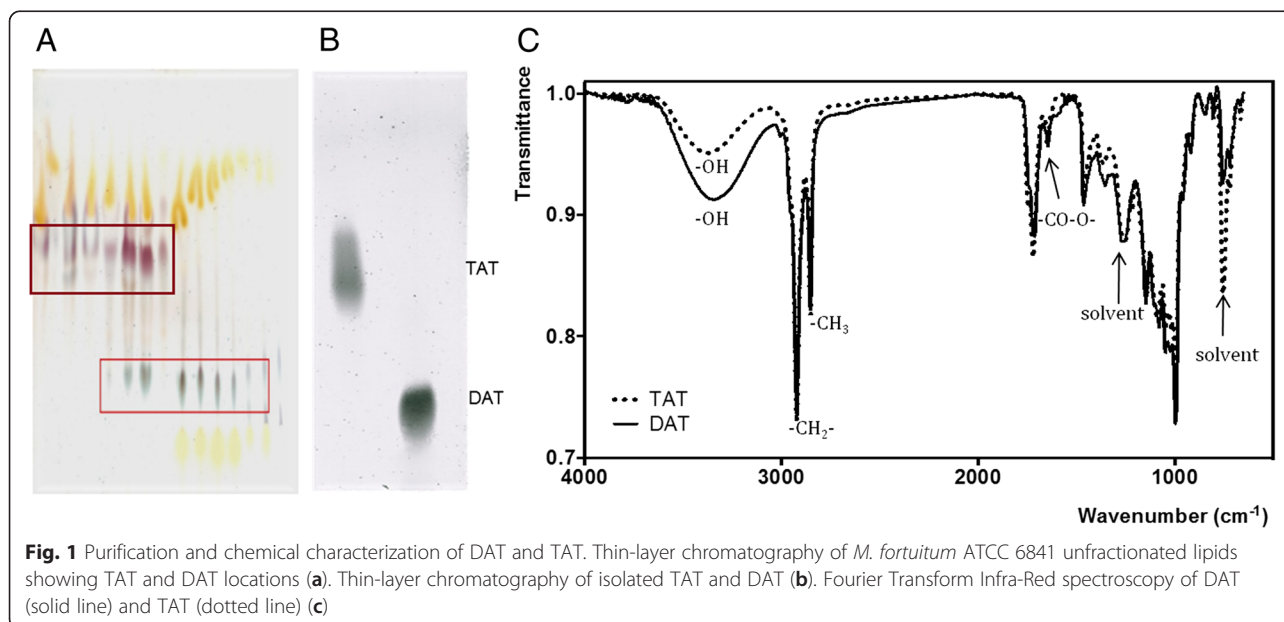 A
B
C
TAT
DAT
Transmittance
1.0
0.9
0.8
0.7
-OH
-OH
-CH2-
-CH3
-CO-O-
solvent
solvent
TAT
DAT
4000 3000 2000 1000
Wavenumber (cm-1)
Fig. 1 Purification and chemical characterization of DAT and TAT. Thin-layer chromatography of M. fortuitum ATCC 6841 unfractionated lipids
showing TAT and DAT locations (a). Thin-layer chromatography of isolated TAT and DAT (b). Fourier Transform Infra-Red spectroscopy of DAT
(solid line) and TAT (dotted line) (c)